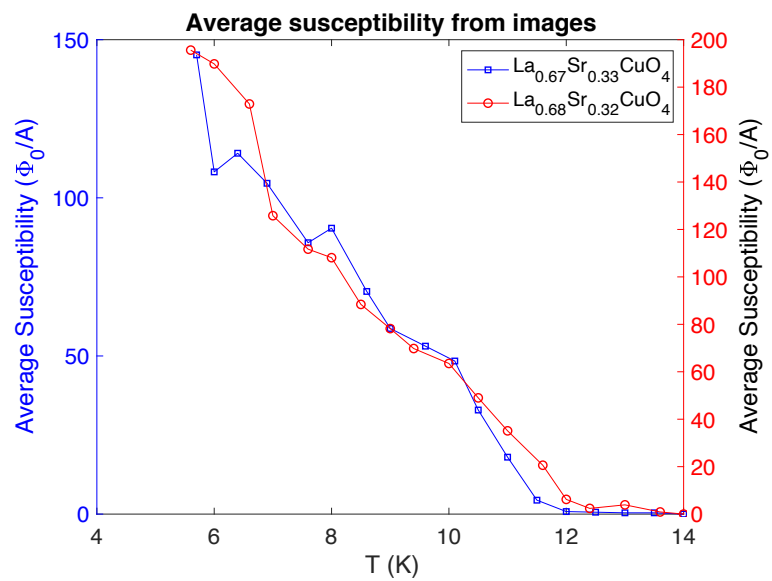 Average susceptibility from images
La0.67Sr0.33CuO4
La0.68Sr0.32CuO4
Average Susceptibility (Φ0/A)
150
100
50
0
200
180
160
140
120
100
80
60
40
20
0
Average Susceptibility (Φ0/A)
4 6 8 10 12 14
T (K)